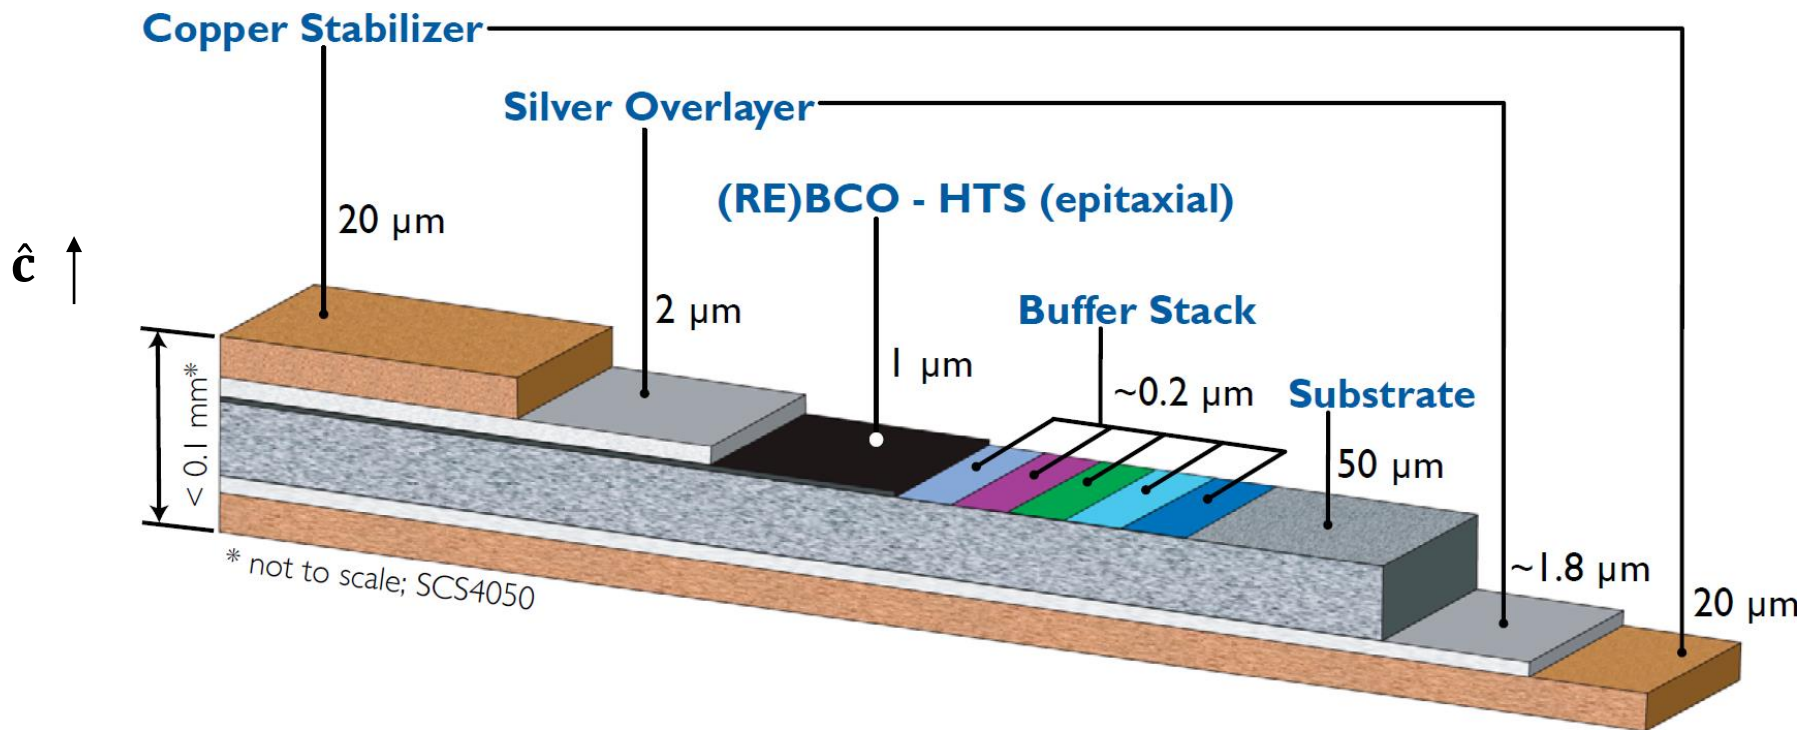 Copper Stabilizer
Silver Overlayer
(RE)BCO - HTS (epitaxial)
20 µm
ĉ
2 µm
Buffer Stack
1 µm
~0.2 µm
Substrate
< 0.1 mm*
50 µm
* not to scale; SCS4050
~1.8 µm
20 µm